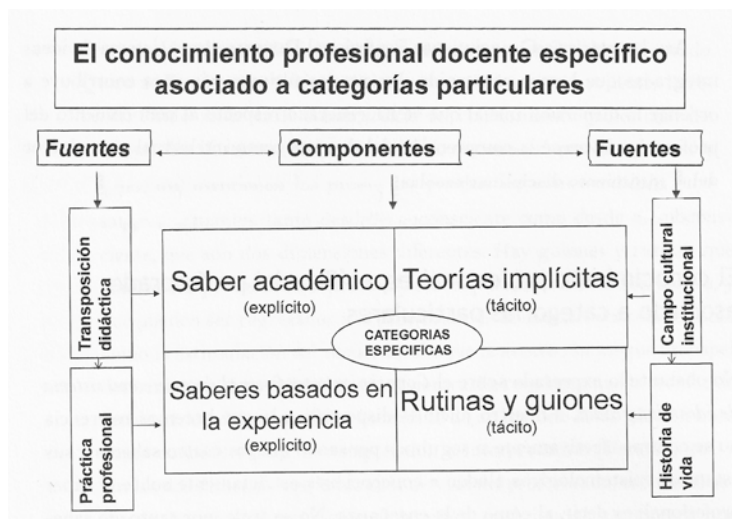 El conocimiento profesional docente específico
asociado a categorías particulares
Fuentes
Componentes
Fuentes
Transposición
didáctica
Saber académico
(explícito)
Teorías implícitas
(tácito)
Campo cultural
institucional
CATEGORIAS
ESPECIFICAS
Práctica
profesional
Saberes basados en
la experiencia
(explícito)
Rutinas y guiones
(tácito)
Historia de
vida